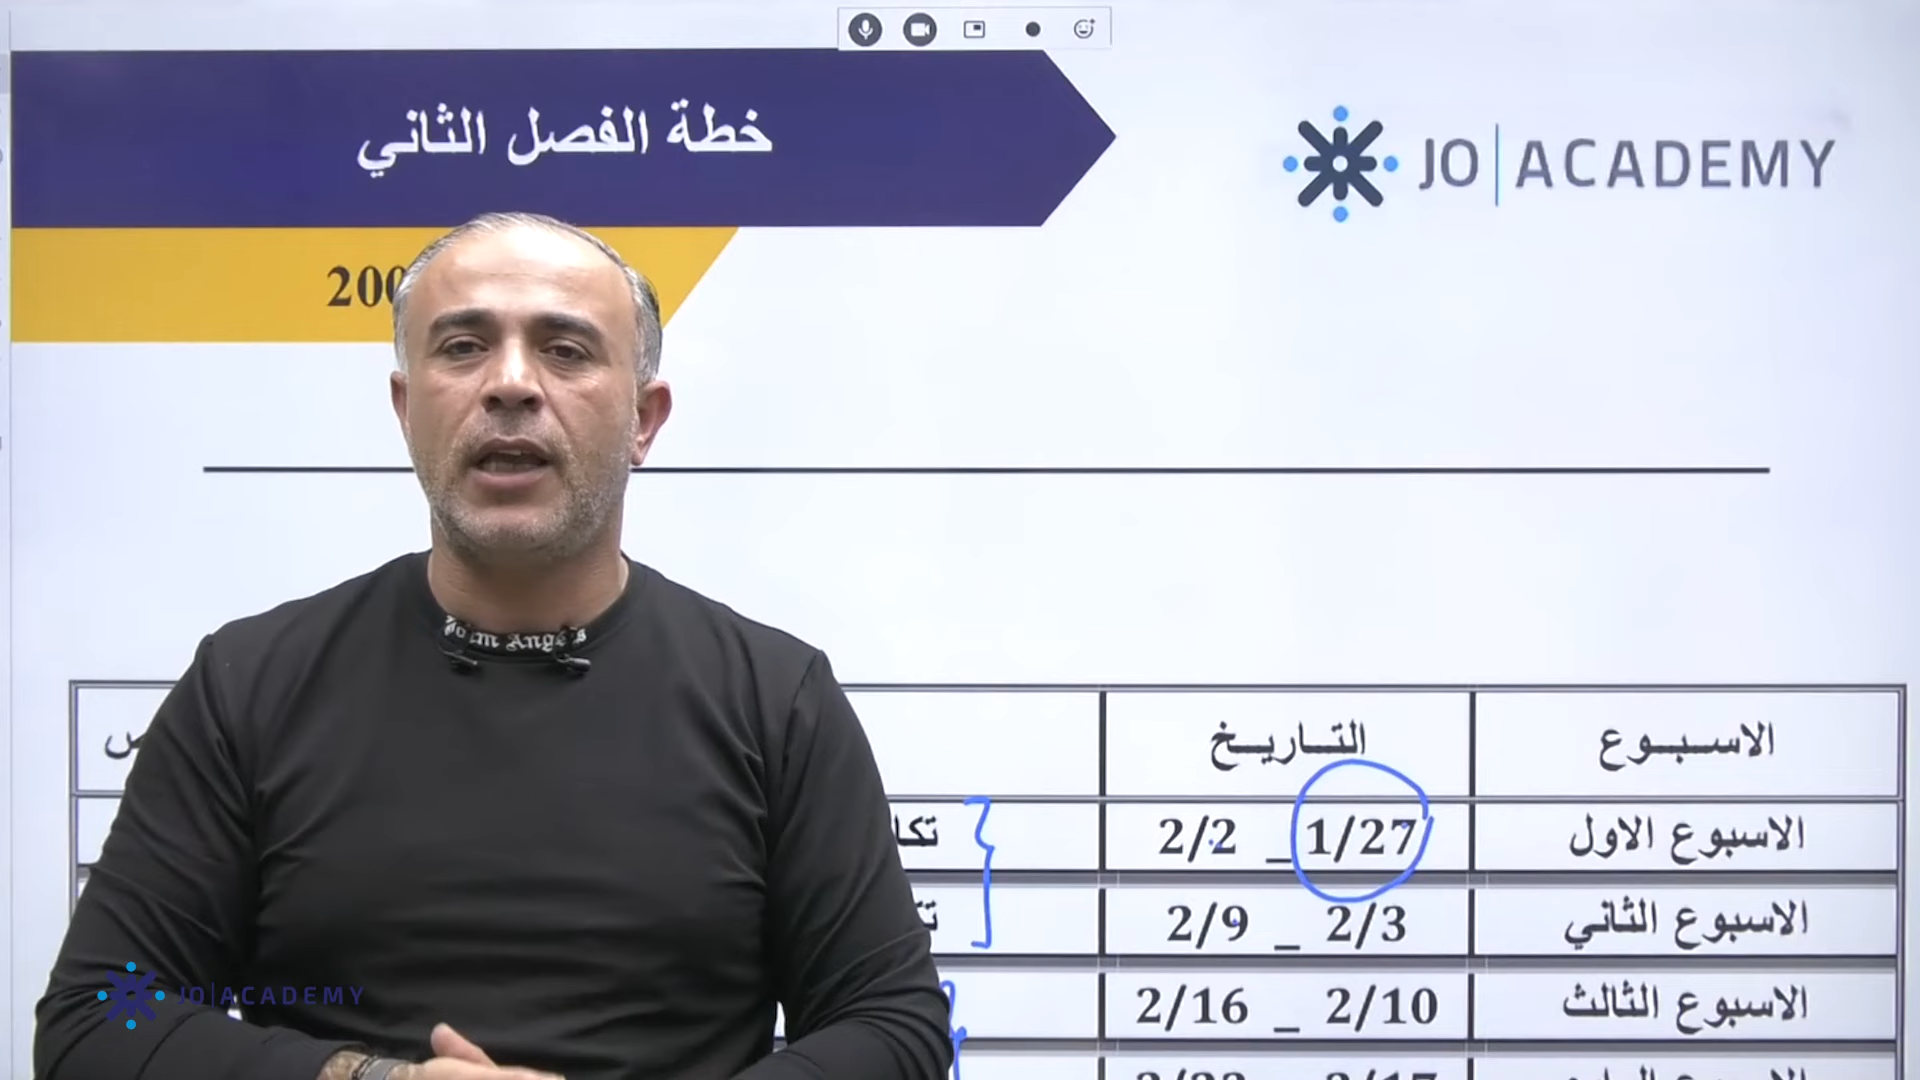 خطة الفصل الثاني
JO ACADEMY
200
الاسبوع التاريخ
الاسبوع الاول 1/27 _ 2/2
الاسبوع الثاني 2/3 _ 2/9
الاسبوع الثالث 2/10 _ 2/16
JO ACADEMY